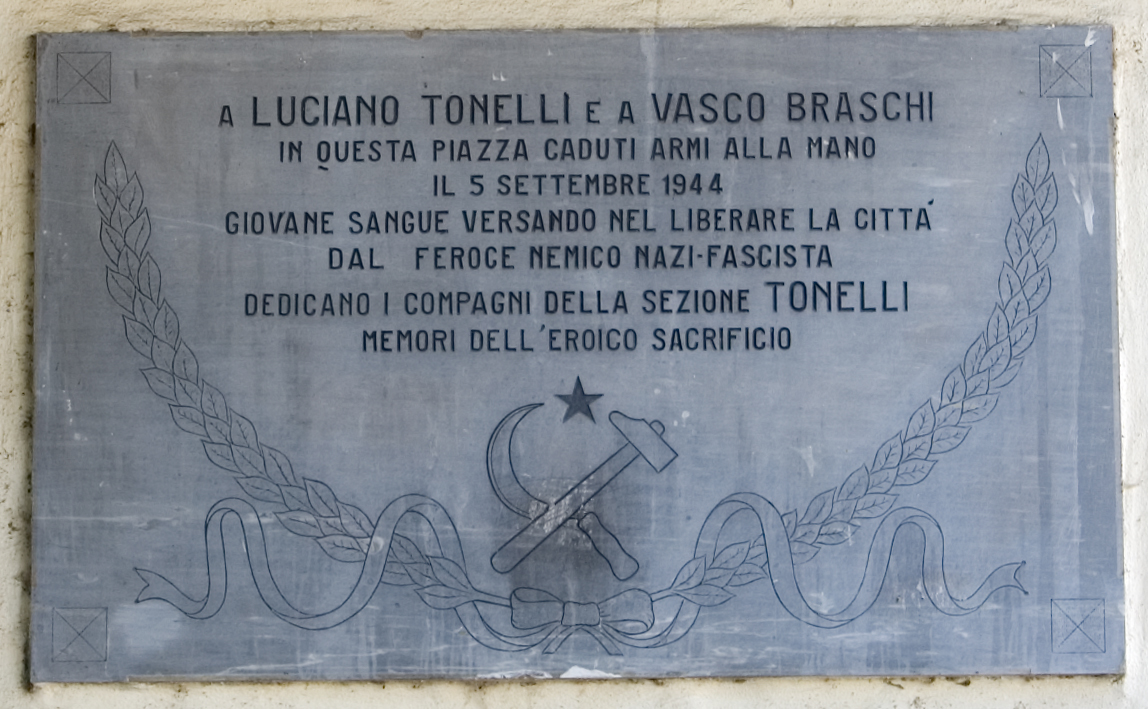 A LUCIANO TONELLI E A VASCO BRASCHI
IN QUESTA PIAZZA CADUTI ARMI ALLA MANO
IL 5 SETTEMBRE 1944
GIOVANE SANGUE VERSANDO NEL LIBERARE LA CITTÁ
DAL FEROCE NEMICO NAZI-FASCISTA
DEDICANO I COMPAGNI DELLA SEZIONE TONELLI
MEMORI DELL'EROICO SACRIFICIO